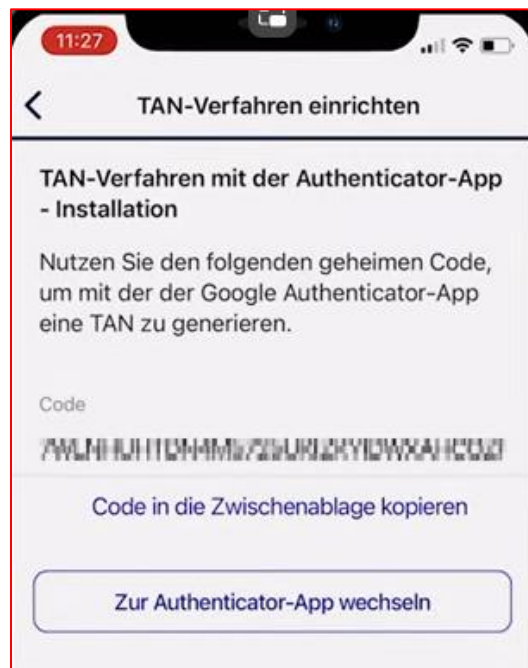 11:27
TAN-Verfahren einrichten
TAN-Verfahren mit der Authenticator-App
- Installation
Nutzen Sie den folgenden geheimen Code,
um mit der der Google Authenticator-App
eine TAN zu generieren.
Code
Code in die Zwischenablage kopieren
Zur Authenticator-App wechseln